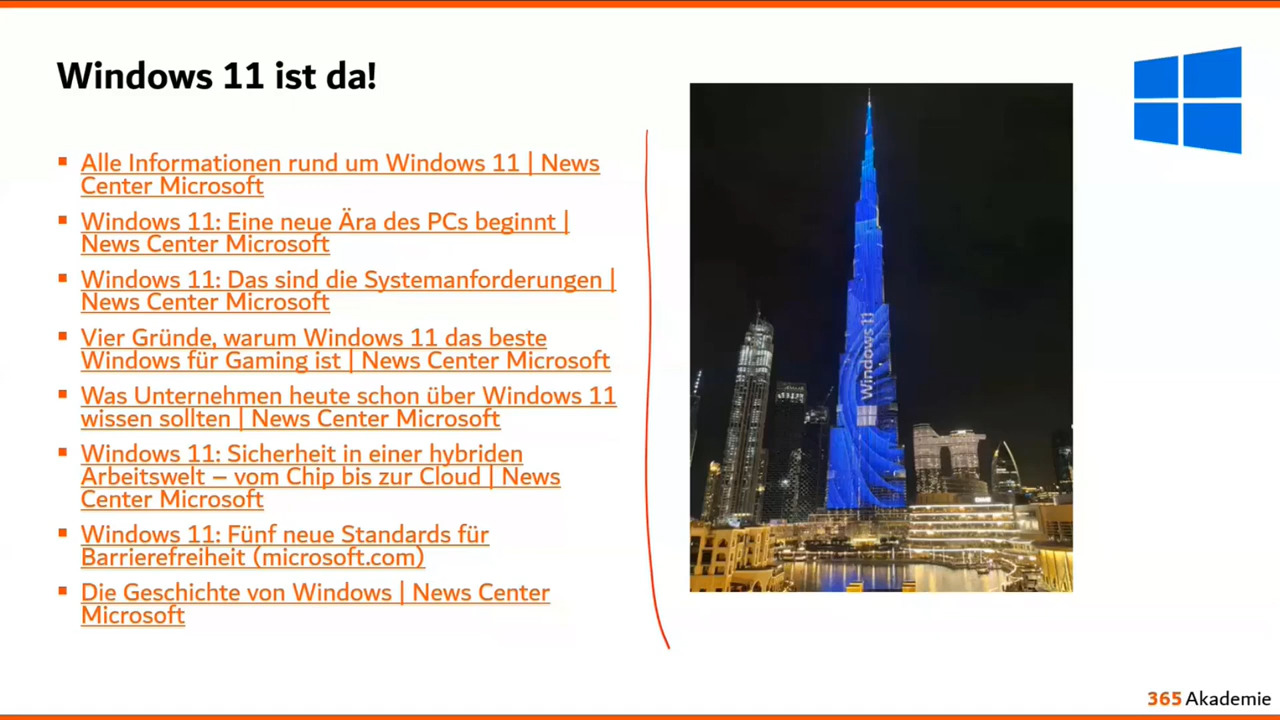 Windows 11 ist da!
Alle Informationen rund um Windows 11 | News
Center Microsoft
Windows 11: Eine neue Ära des PCs beginnt |
News Center Microsoft
Windows 11: Das sind die Systemanforderungen |
News Center Microsoft
Vier Gründe, warum Windows 11 das beste
Windows für Gaming ist | News Center Microsoft
Was Unternehmen heute schon über Windows 11
wissen sollten | News Center Microsoft
Windows 11: Sicherheit in einer hybriden
Arbeitswelt – vom Chip bis zur Cloud | News
Center Microsoft
Windows 11: Fünf neue Standards für
Barrierefreiheit (microsoft.com)
Die Geschichte von Windows | News Center
Microsoft
Windows 11
365 Akademie